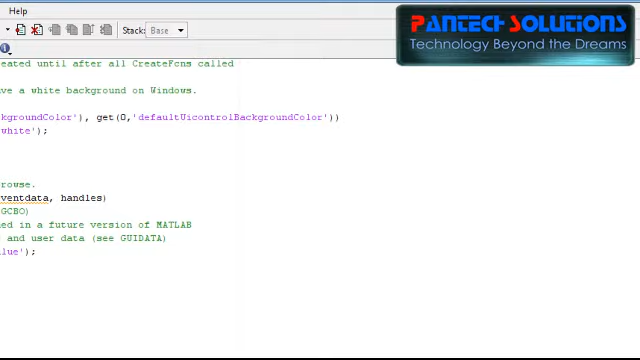 Help
Stack: Base
PANTECH SOLUTIONS
Technology Beyond the Dreams
eated until after all CreateFcns called
ve a white background on Windows.
kgroundColor'), get(0,'defaultUicontrolBackgroundColor'))
white');
rowse.
ventdata, handles)
GCBO)
ned in a future version of MATLAB
and user data (see GUIDATA)
lue');